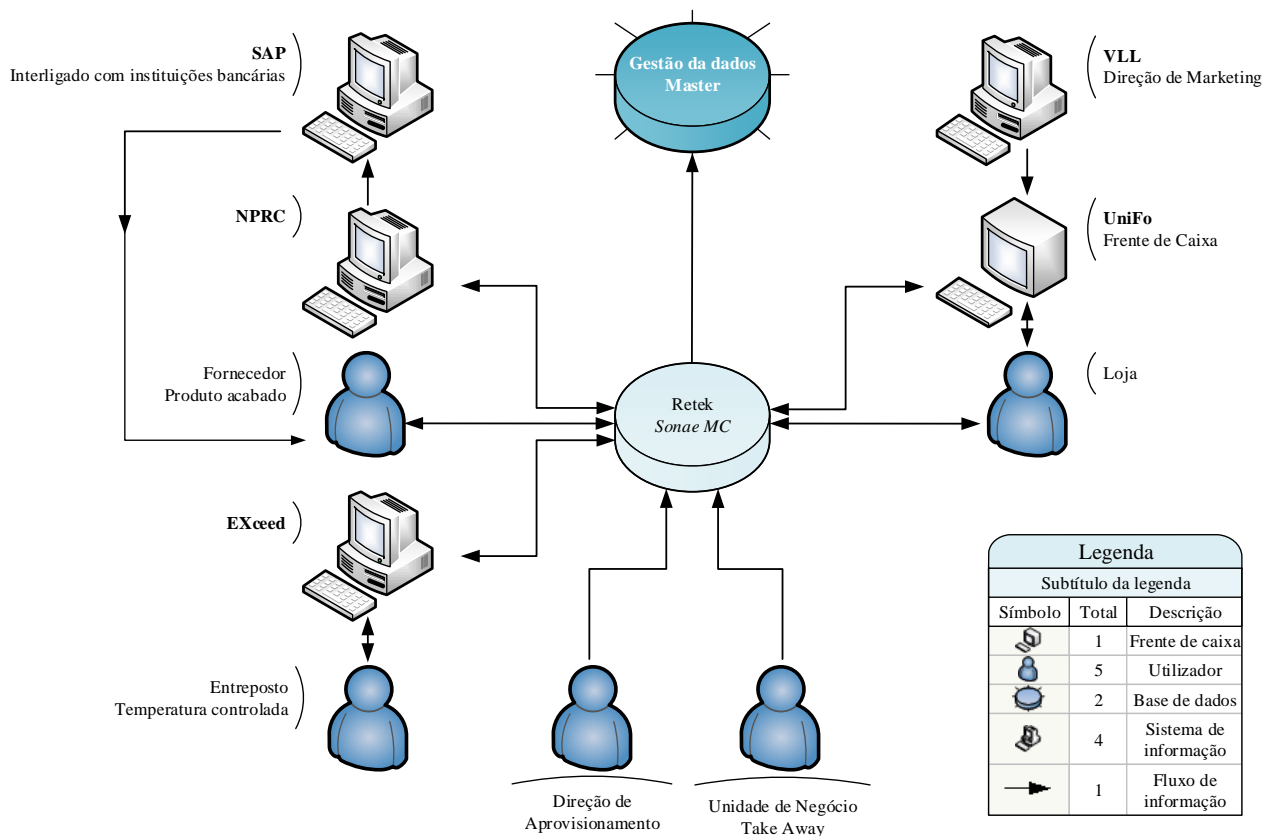 SAP
Interligado com instituições bancárias
Gestão da dados
Master
VLL
Direção de Marketing
NPRC
UniFo
Frente de Caixa
Fornecedor
Produto acabado
Retek
Sonae MC
Loja
EXceed
Entreposto
Temperatura controlada
Direção de
Aprovisionamento
Unidade de Negócio
Take Away
Legenda
Subtítulo da legenda
Símbolo Total Descrição
1 Frente de caixa
5 Utilizador
2 Base de dados
4 Sistema de
informação
1 Fluxo de
informação